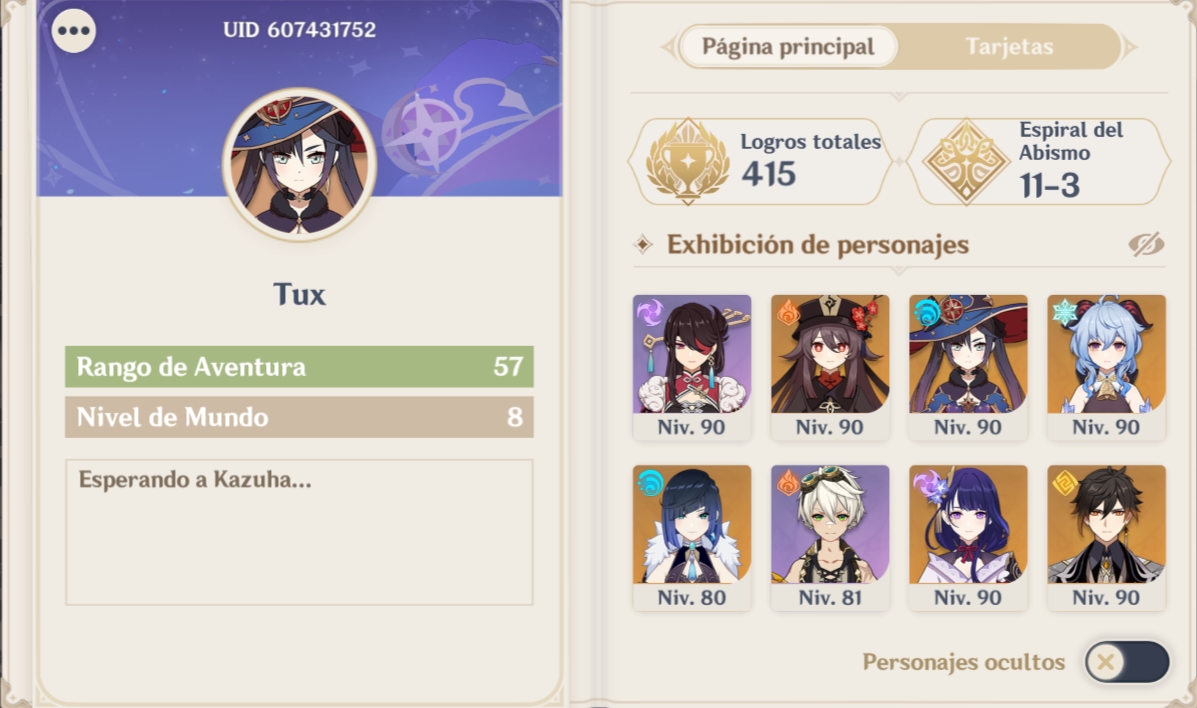 UID 607431752
Tux
Rango de Aventura 57
Nivel de Mundo 8
Esperando a Kazuha...
Página principal
Tarjetas
Logros totales
415
Espiral del
Abismo
11-3
Exhibición de personajes
Niv. 90
Niv. 90
Niv. 90
Niv. 90
Niv. 80
Niv. 81
Niv. 90
Niv. 90
Personajes ocultos